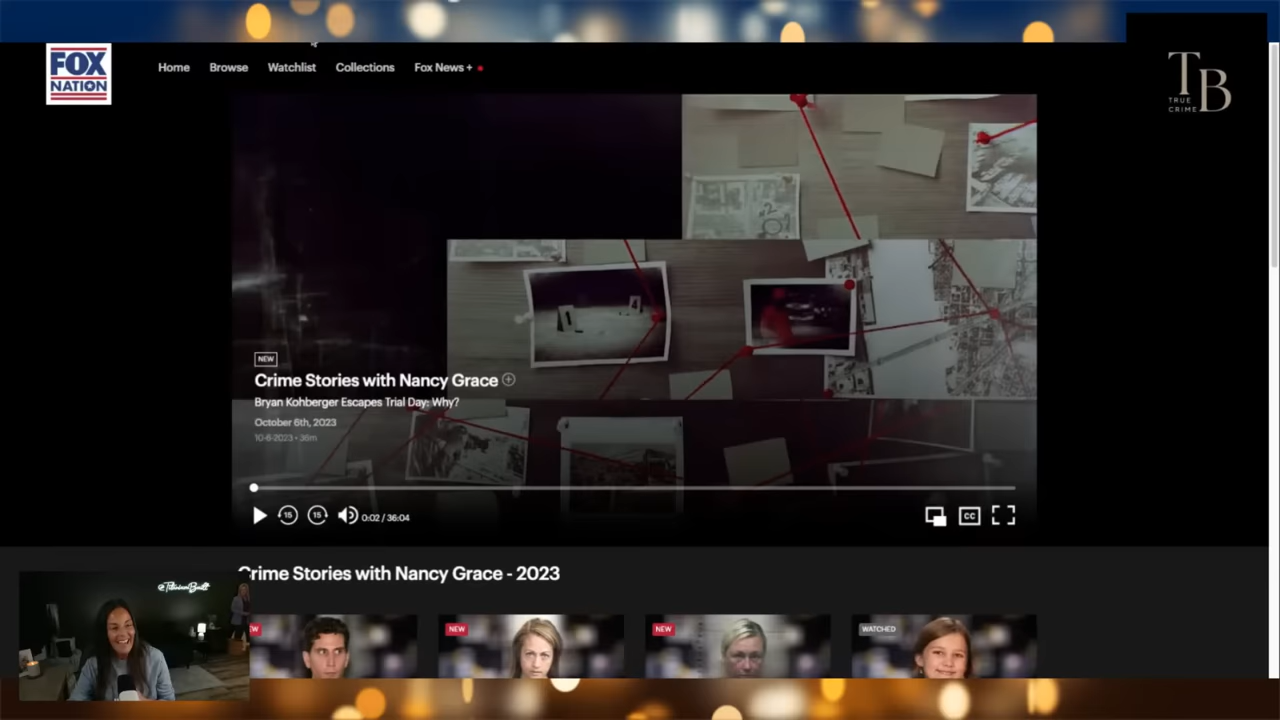 FOX
NATION
Home
Browse
Watchlist
Collections
Fox News +
TB
TRUE
CRIME
NEW
Crime Stories with Nancy Grace
Bryan Kohberger Escapes Trial Day: Why?
October 6th, 2023
10-6-2023 • 36m
15
15
0:02 / 36:04
CC
Crime Stories with Nancy Grace - 2023
NEW
NEW
WATCHED